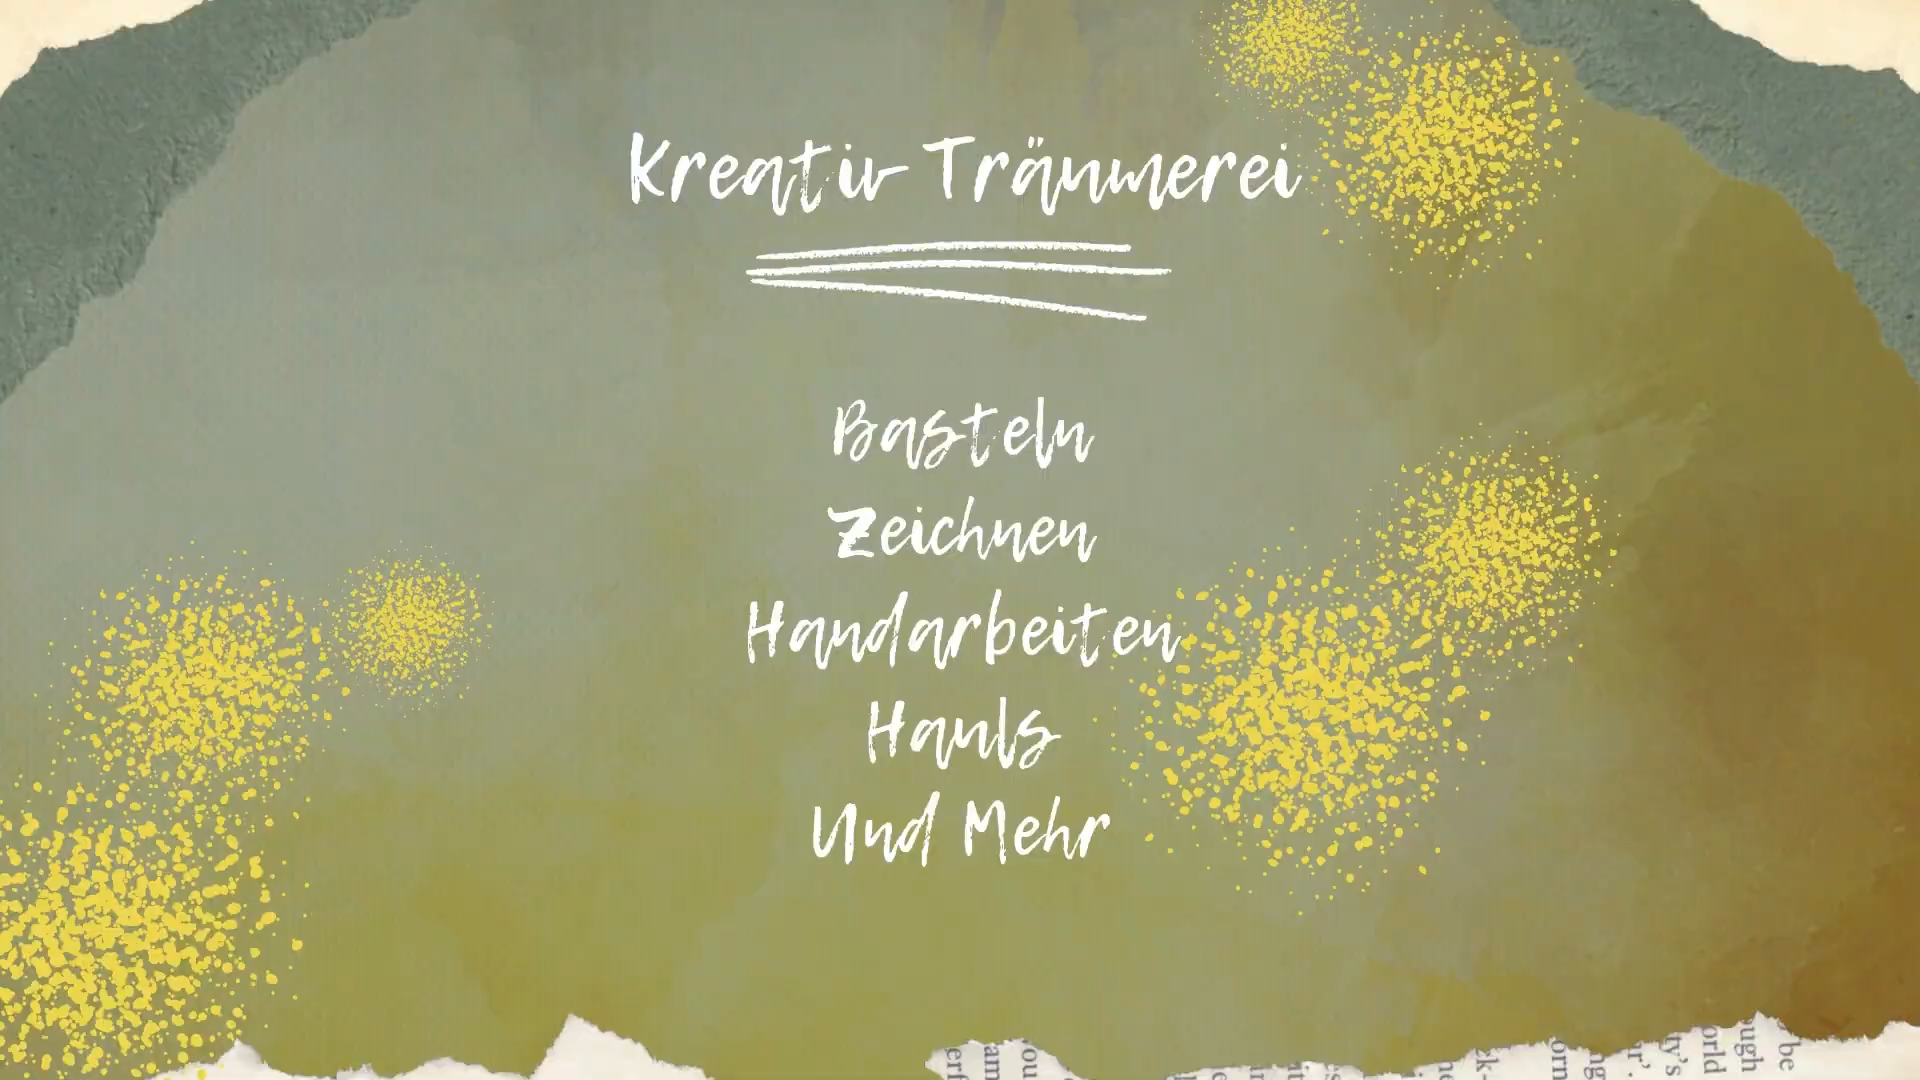 Kreativ Träumerei
Basteln
Zeichnen
Handarbeiten
Hauls
Und Mehr